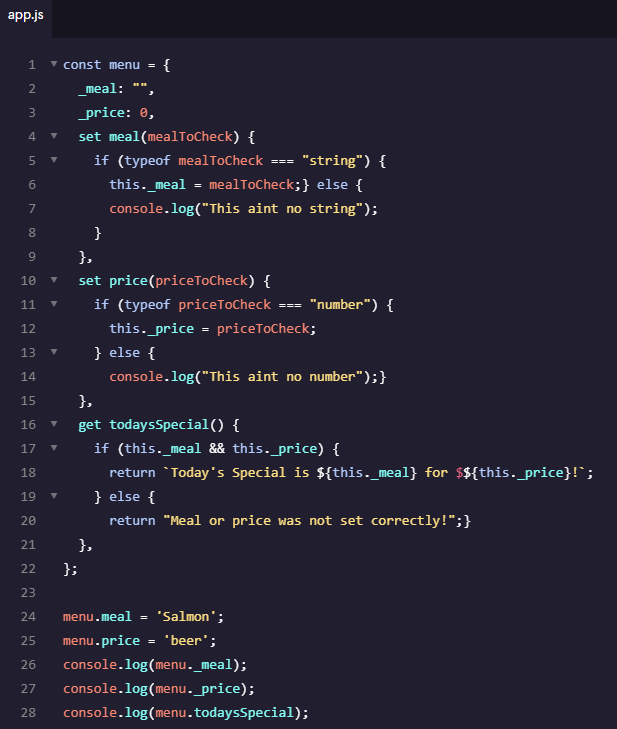 app.js
1 const menu = {
2   _meal: "",
3   _price: 0,
4   set meal(mealToCheck) {
5     if (typeof mealToCheck === "string") {
6       this._meal = mealToCheck;} else {
7       console.log("This aint no string");
8     }
9   },
10   set price(priceToCheck) {
11     if (typeof priceToCheck === "number") {
12       this._price = priceToCheck;
13     } else {
14       console.log("This aint no number");}
15   },
16   get todaysSpecial() {
17     if (this._meal && this._price) {
18       return `Today's Special is ${this._meal} for $${this._price}!`;
19     } else {
20       return "Meal or price was not set correctly!";}
21   },
22 };
23
24 menu.meal = 'Salmon';
25 menu.price = 'beer';
26 console.log(menu._meal);
27 console.log(menu._price);
28 console.log(menu.todaysSpecial);